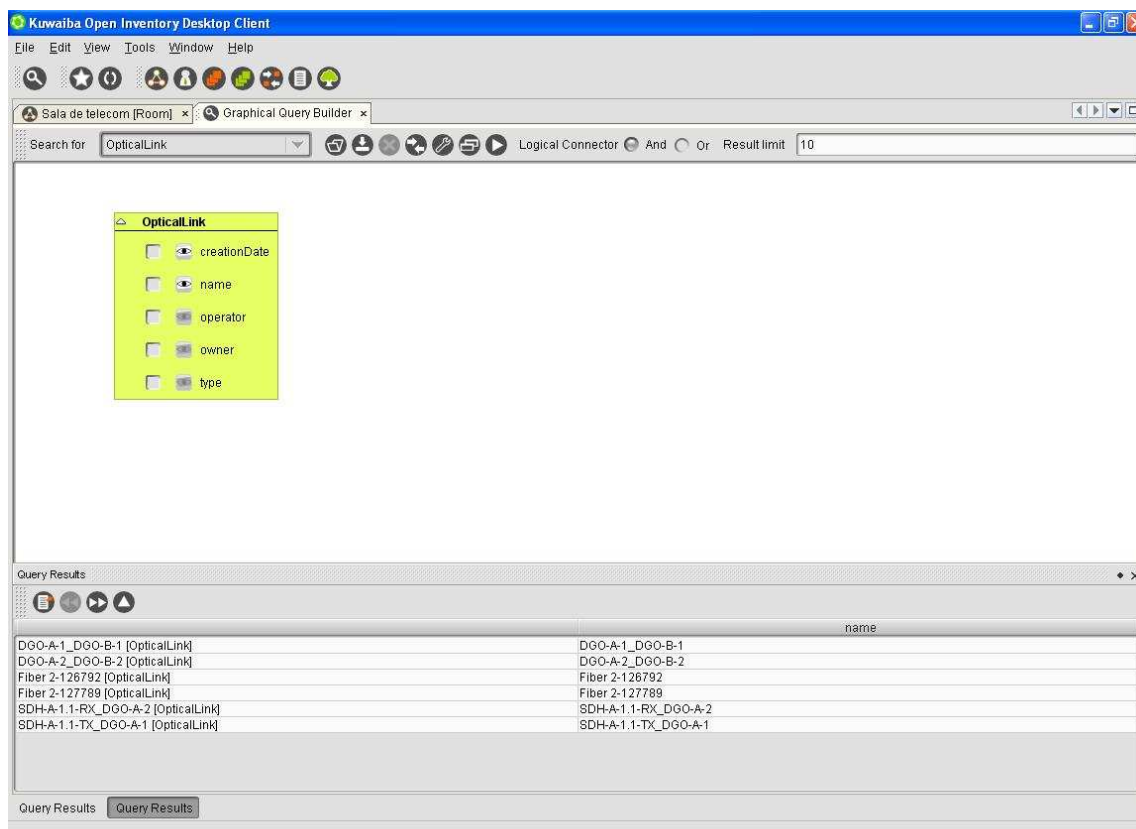 Kuwaiba Open Inventory Desktop Client
File Edit View Tools Window Help
Sala de telecom [Room] Graphical Query Builder
Search for OpticalLink Logical Connector And Or Result limit 10
OpticalLink
creationDate
name
operator
owner
type
Query Results
name
DGO-A-1_DGO-B-1 [OpticalLink] DGO-A-1_DGO-B-1
DGO-A-2_DGO-B-2 [OpticalLink] DGO-A-2_DGO-B-2
Fiber 2-126792 [OpticalLink] Fiber 2-126792
Fiber 2-127789 [OpticalLink] Fiber 2-127789
SDH-A-1.1-RX_DGO-A-2 [OpticalLink] SDH-A-1.1-RX_DGO-A-2
SDH-A-1.1-TX_DGO-A-1 [OpticalLink] SDH-A-1.1-TX_DGO-A-1
Query Results Query Results